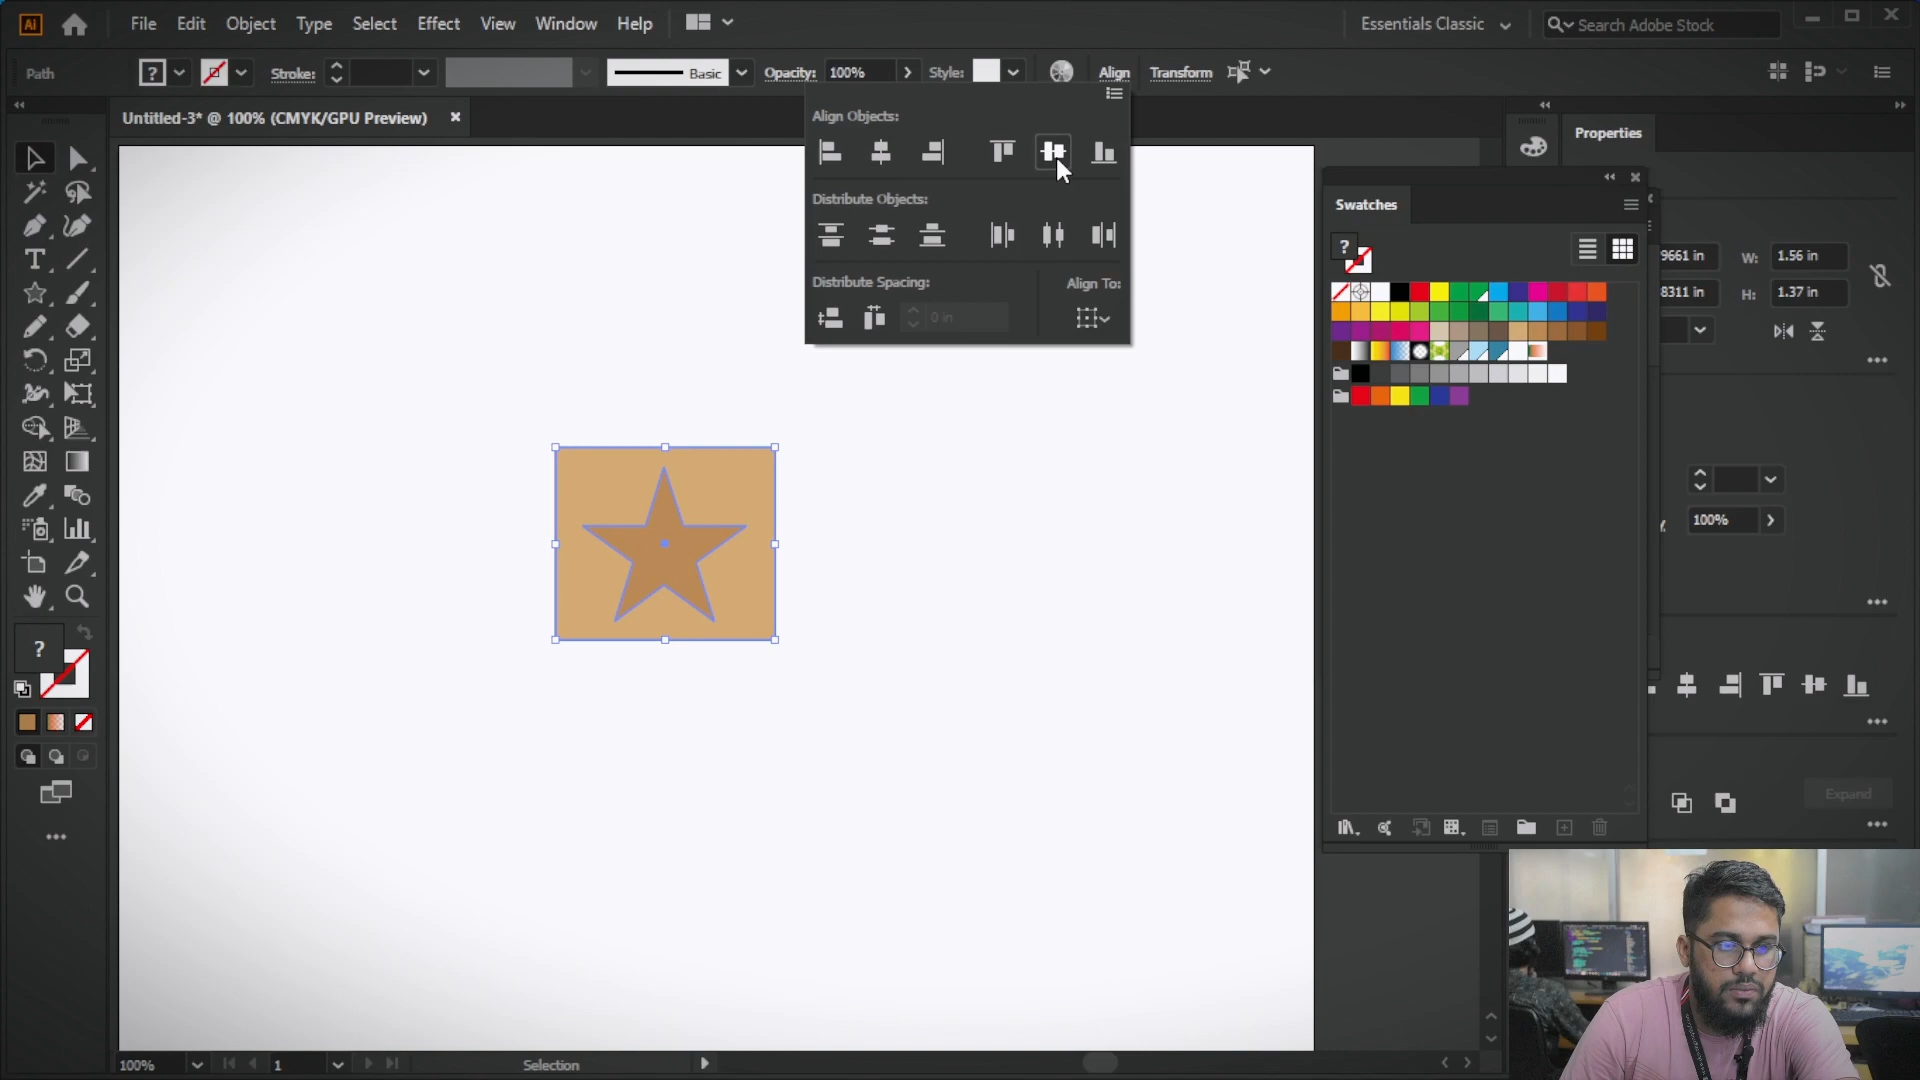 Ai File Edit Object Type Select Effect View Window Help Essentials Classic Search Adobe Stock
Path ? Stroke: Basic Opacity: 100% Style: Align Transform
Untitled-3* @ 100% (CMYK/GPU Preview)
Align Objects:
Distribute Objects:
Distribute Spacing: Align To:
0 in
Properties
Swatches
?
9661 in W: 1.56 in
8311 in H: 1.37 in
100%
Expand
?
100% 1 Selection